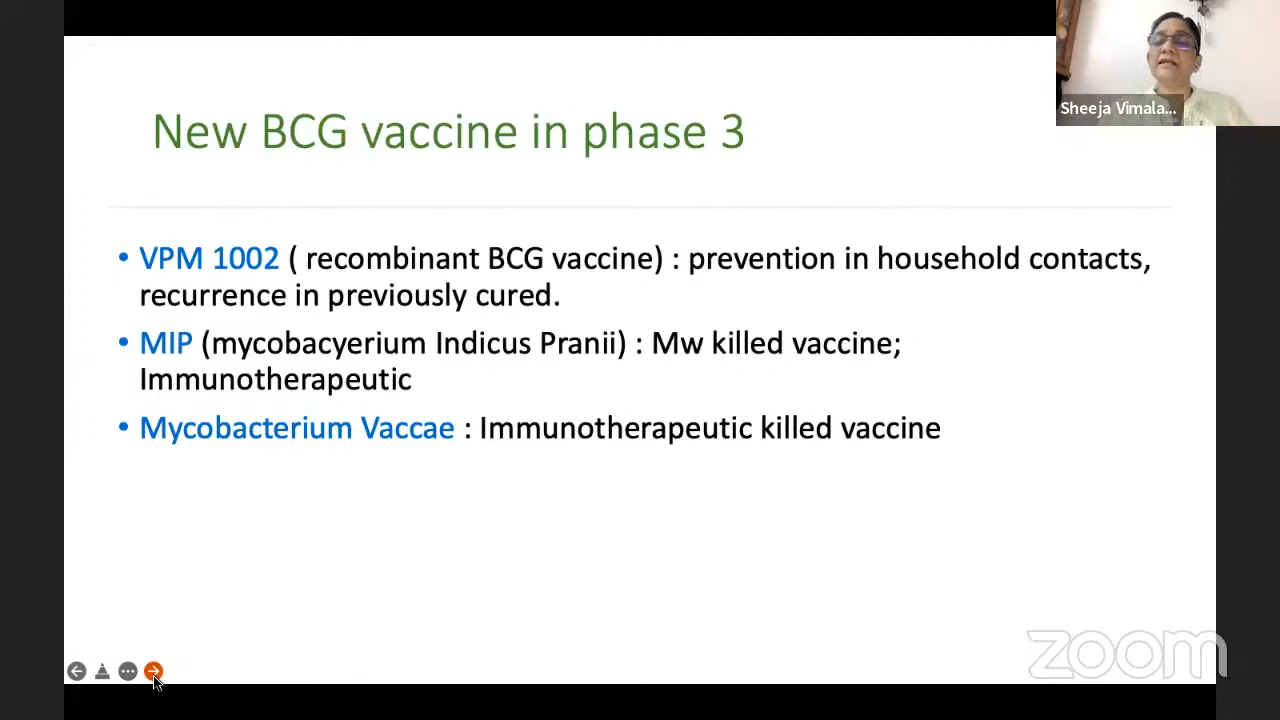 Sheeja Vimala...
New BCG vaccine in phase 3
• VPM 1002 ( recombinant BCG vaccine) : prevention in household contacts,
recurrence in previously cured.
• MIP (mycobacyerium Indicus Pranii) : Mw killed vaccine;
Immunotherapeutic
• Mycobacterium Vaccae : Immunotherapeutic killed vaccine
zoom